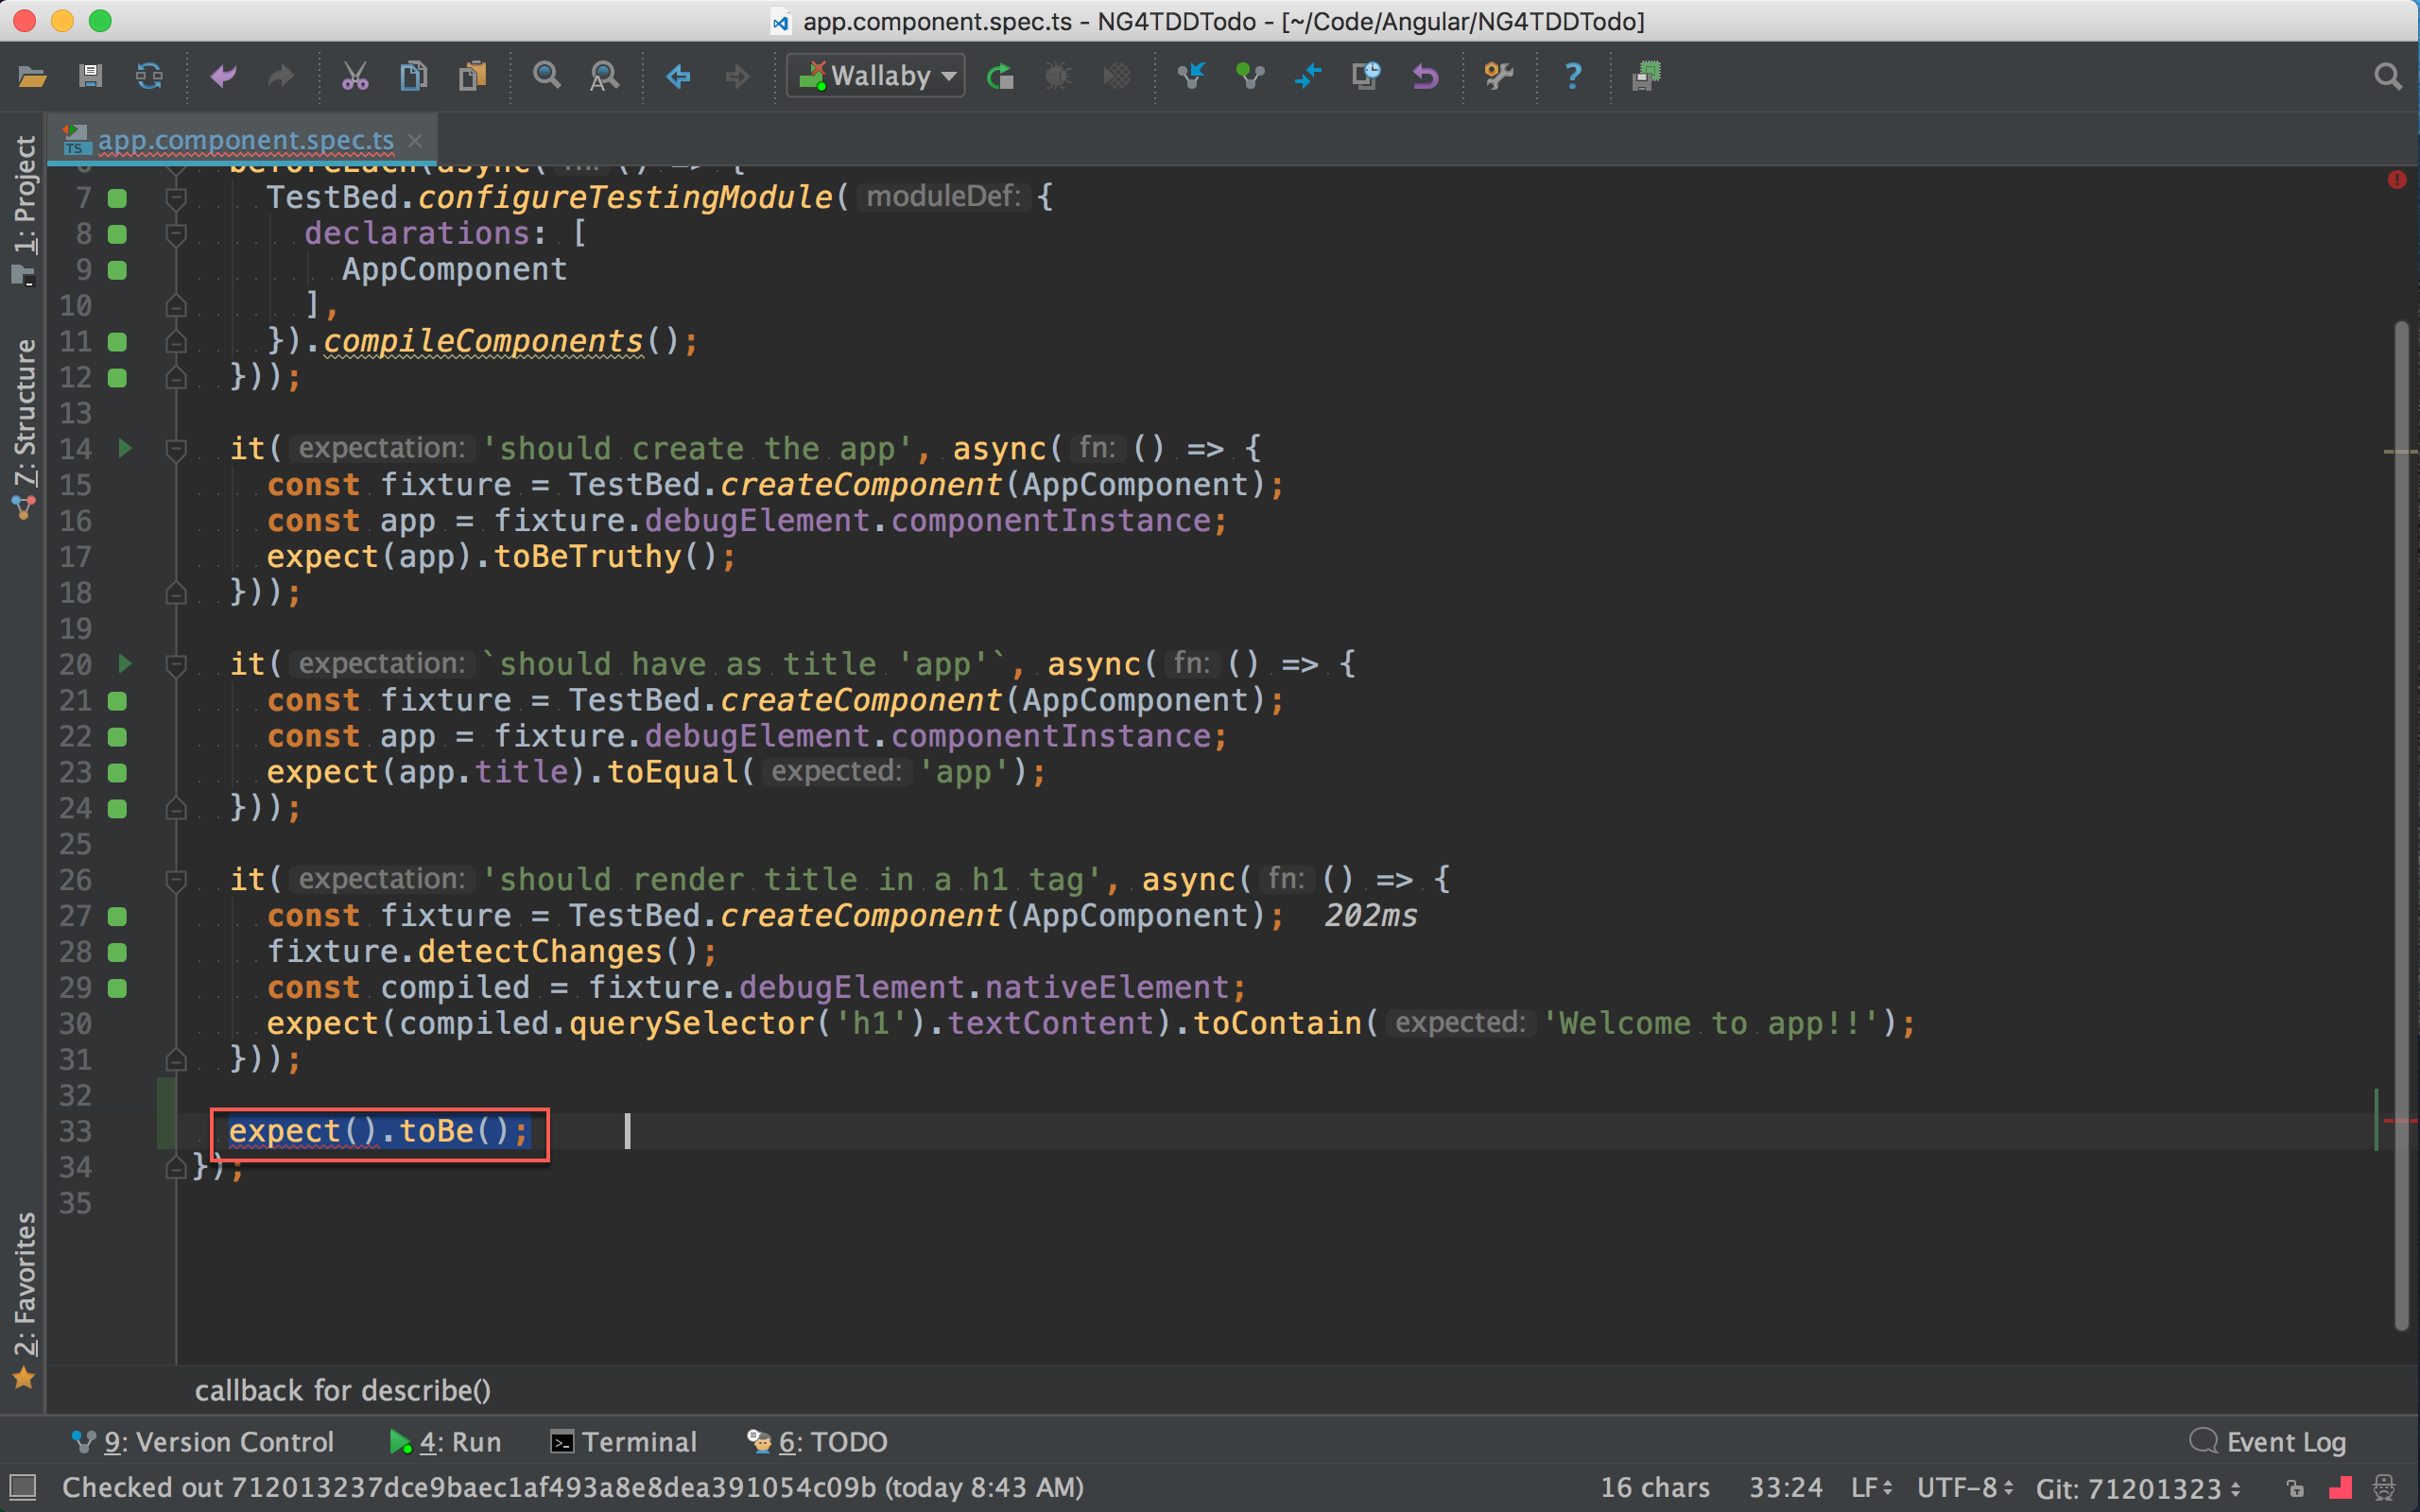 app.component.spec.ts - NG4TDDTodo - [~/Code/Angular/NG4TDDTodo]
Wallaby
app.component.spec.ts
1: Project
7: Structure
2: Favorites
6 beforeEach(async( fn: () => {
7 TestBed.configureTestingModule( moduleDef: {
8 declarations: [
9 AppComponent
10 ],
11 }).compileComponents();
12 }));
13
14 it( expectation: 'should create the app', async( fn: () => {
15 const fixture = TestBed.createComponent(AppComponent);
16 const app = fixture.debugElement.componentInstance;
17 expect(app).toBeTruthy();
18 }));
19
20 it( expectation: `should have as title 'app'`, async( fn: () => {
21 const fixture = TestBed.createComponent(AppComponent);
22 const app = fixture.debugElement.componentInstance;
23 expect(app.title).toEqual( expected: 'app');
24 }));
25
26 it( expectation: 'should render title in a h1 tag', async( fn: () => {
27 const fixture = TestBed.createComponent(AppComponent); 202ms
28 fixture.detectChanges();
29 const compiled = fixture.debugElement.nativeElement;
30 expect(compiled.querySelector('h1').textContent).toContain( expected: 'Welcome to app!!');
31 }));
32
33 expect().toBe();
34 });
35
callback for describe()
9: Version Control 4: Run Terminal 6: TODO Event Log
Checked out 712013237dce9baec1af493a8e8dea391054c09b (today 8:43 AM) 16 chars 33:24 LF UTF-8 Git: 71201323